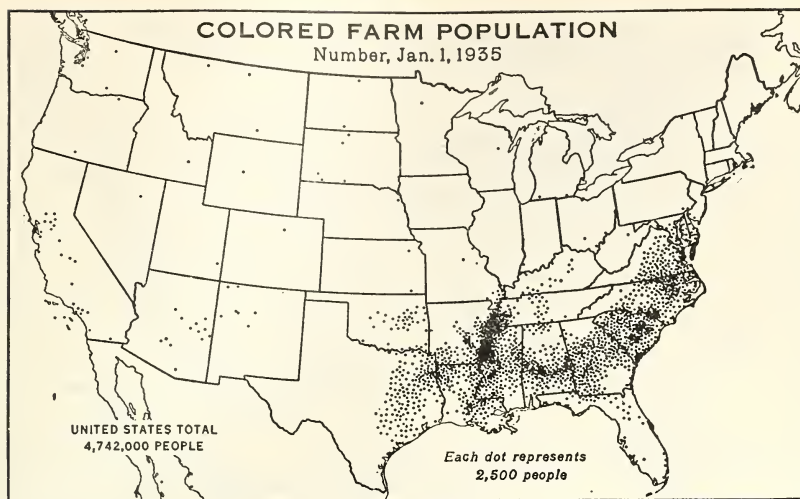 COLORED FARM POPULATION
Number, Jan. 1, 1935
UNITED STATES TOTAL
4,742,000 PEOPLE
Each dot represents
2,500 people